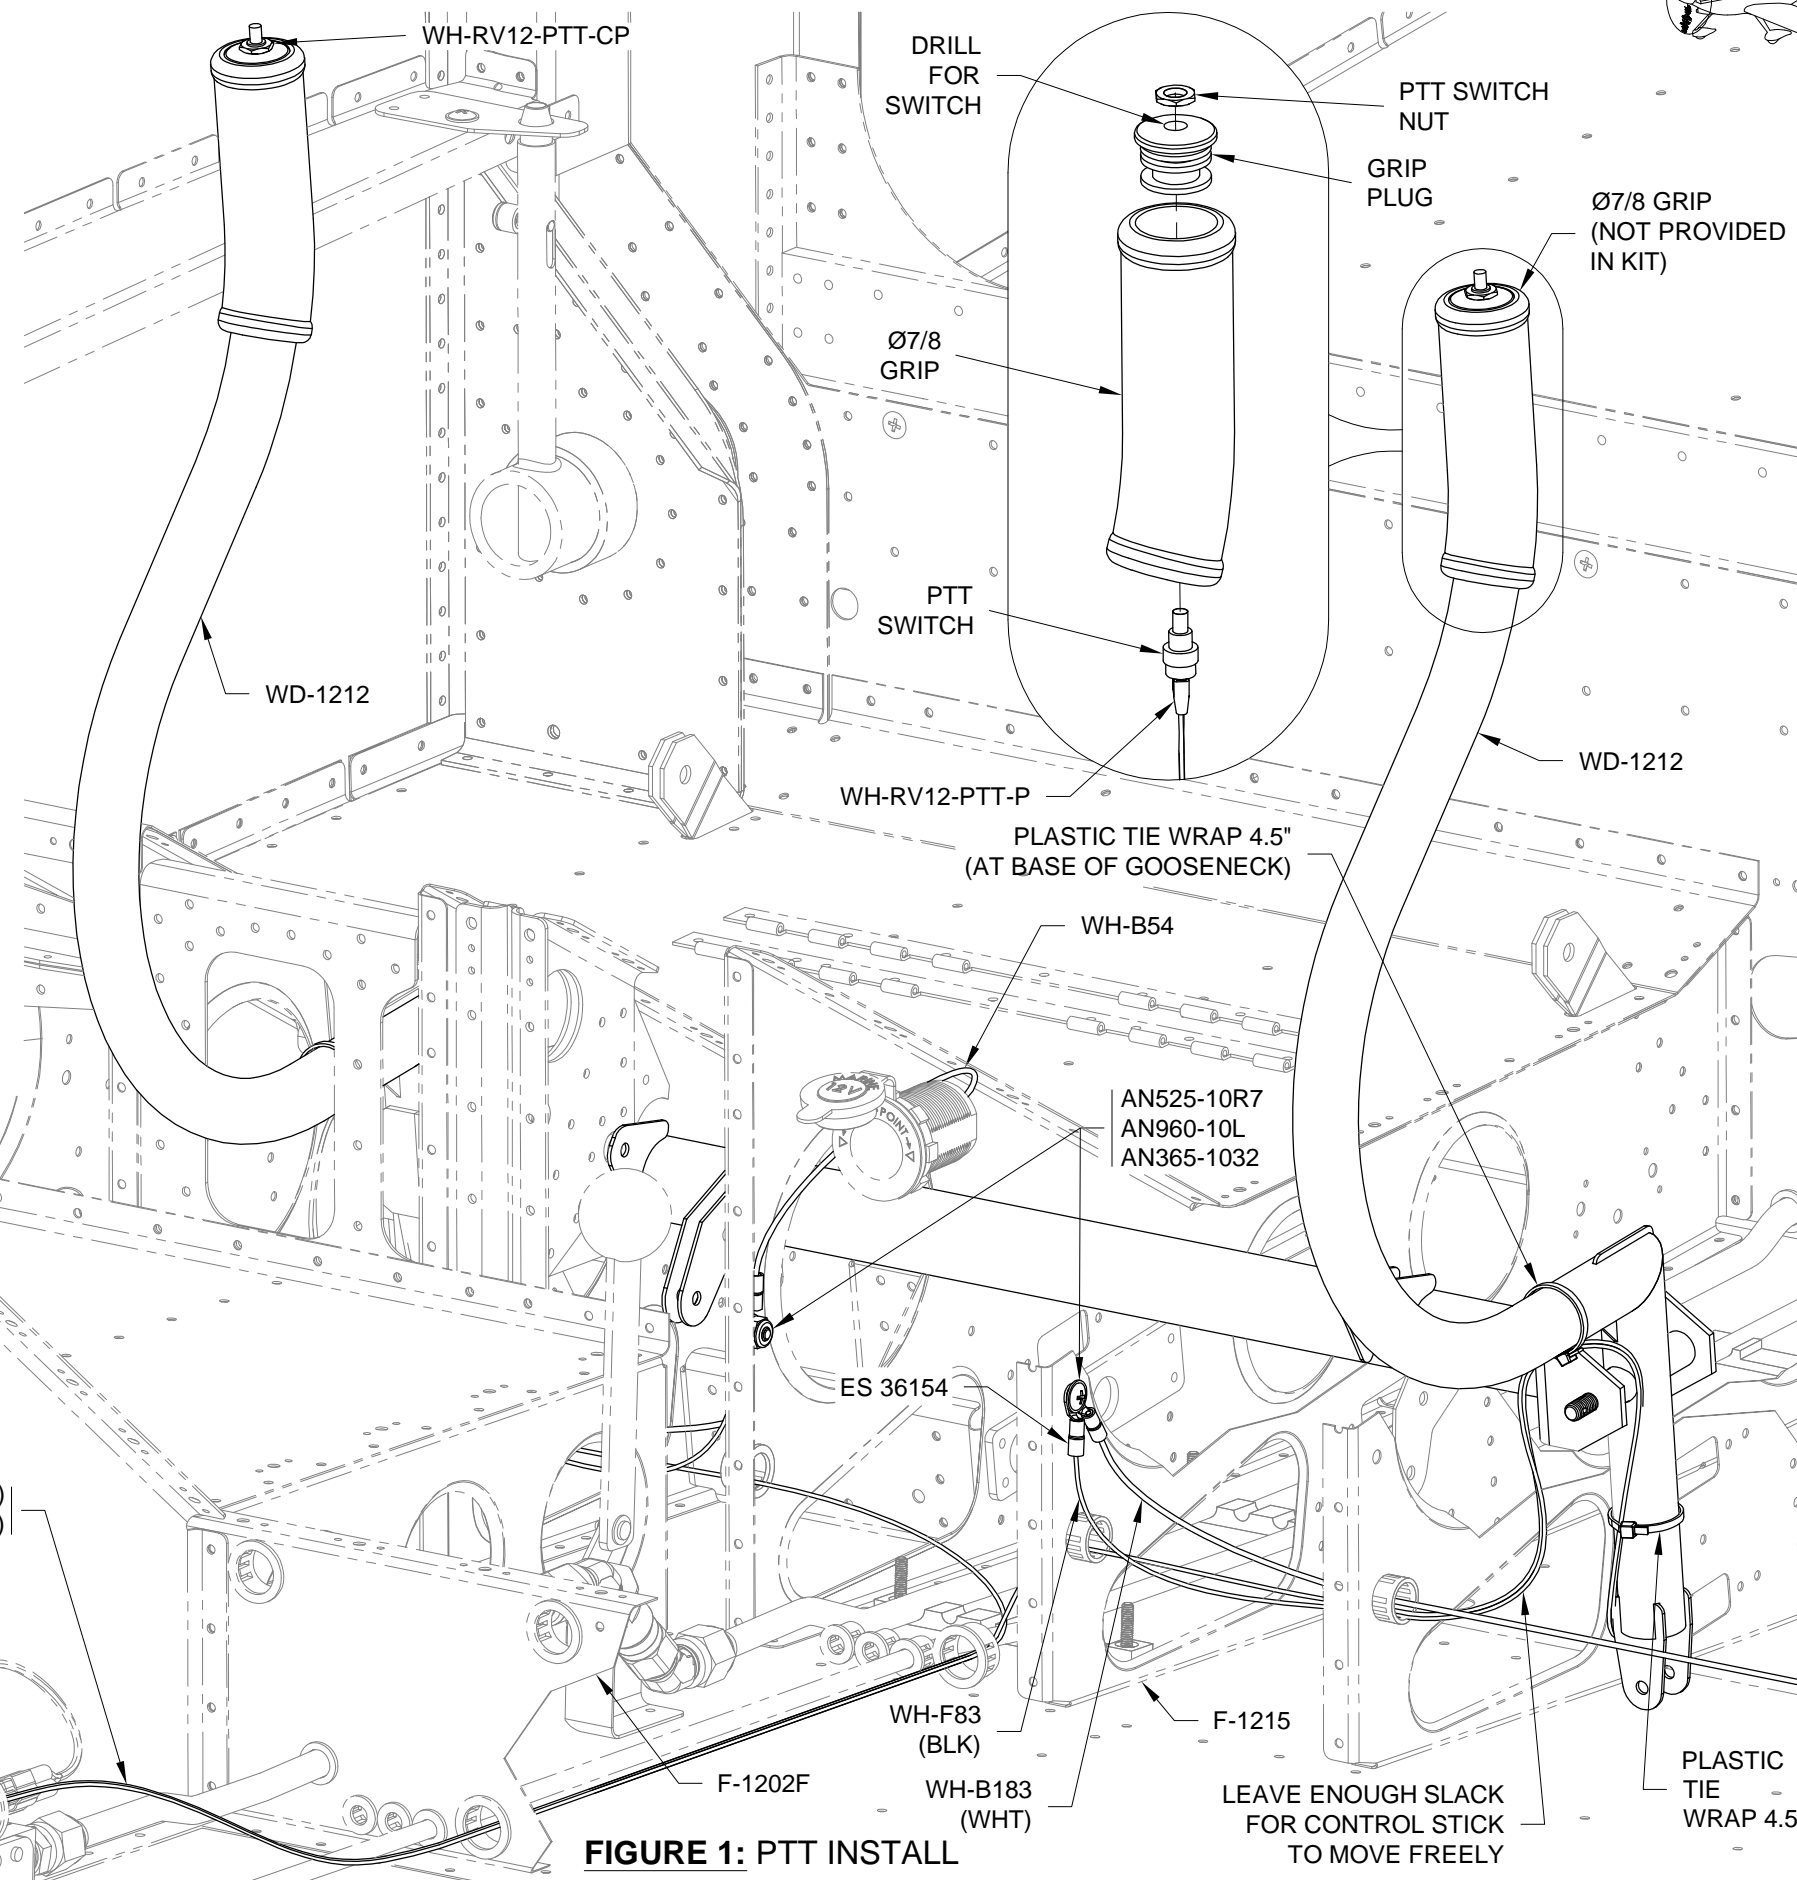 WH-RV12-PTT-CP
DRILL
FOR
SWITCH
PTT SWITCH
NUT
GRIP
PLUG
Ø7/8 GRIP
(NOT PROVIDED
IN KIT)
Ø7/8
GRIP
PTT
SWITCH
WD-1212
WD-1212
WH-RV12-PTT-P
PLASTIC TIE WRAP 4.5"
(AT BASE OF GOOSENECK)
WH-B54
12V
POINT
AN525-10R7
AN960-10L
AN365-1032
ES 36154
WH-F83
(BLK)
F-1215
F-1202F
WH-B183
(WHT)
LEAVE ENOUGH SLACK
FOR CONTROL STICK
TO MOVE FREELY
PLASTIC
TIE
WRAP 4.5
FIGURE 1: PTT INSTALL